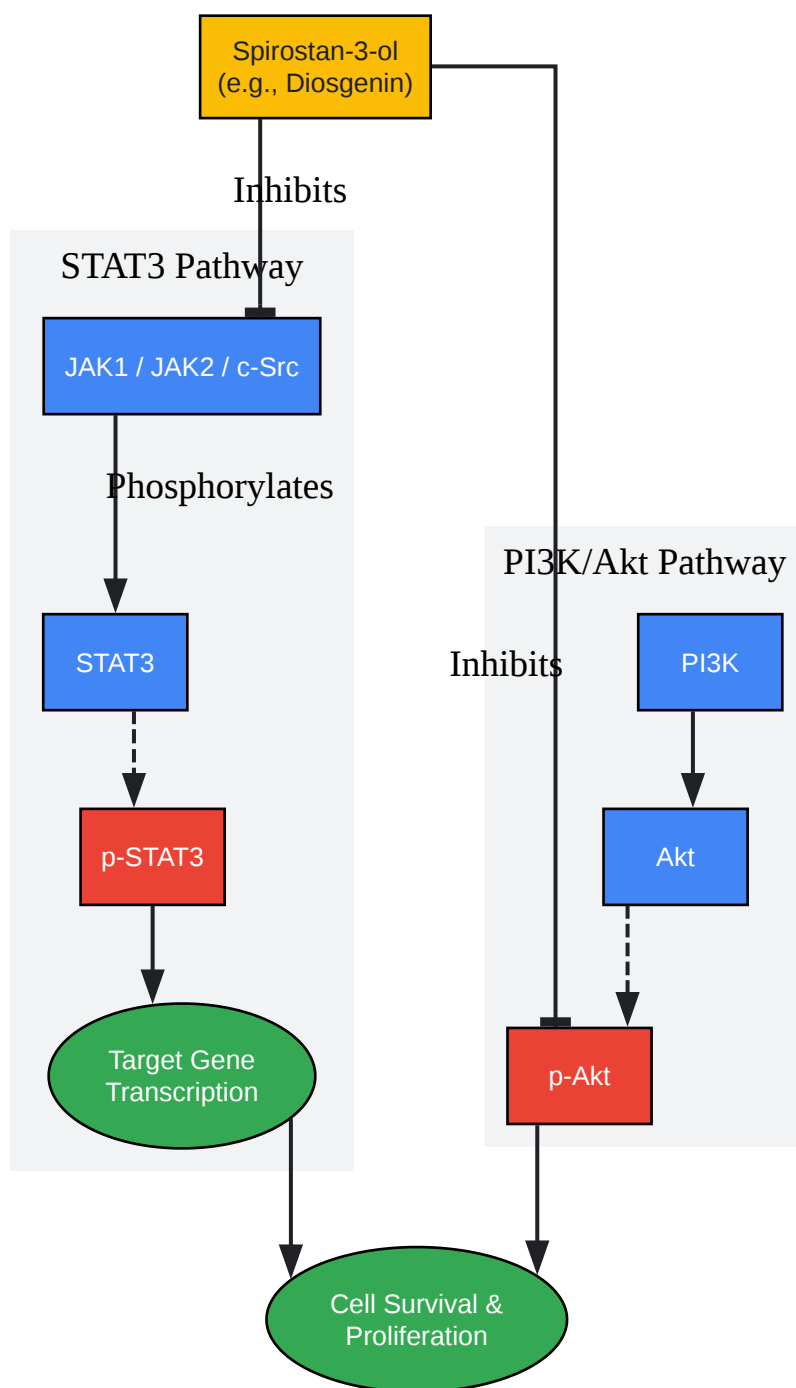 Spirostan-3-ol
(e.g., Diosgenin)
Inhibits
STAT3 Pathway
JAK1 / JAK2 / c-Src
Phosphorylates
STAT3
p-STAT3
Target Gene
Transcription
PI3K/Akt Pathway
Inhibits
PI3K
Akt
p-Akt
Cell Survival &
Proliferation